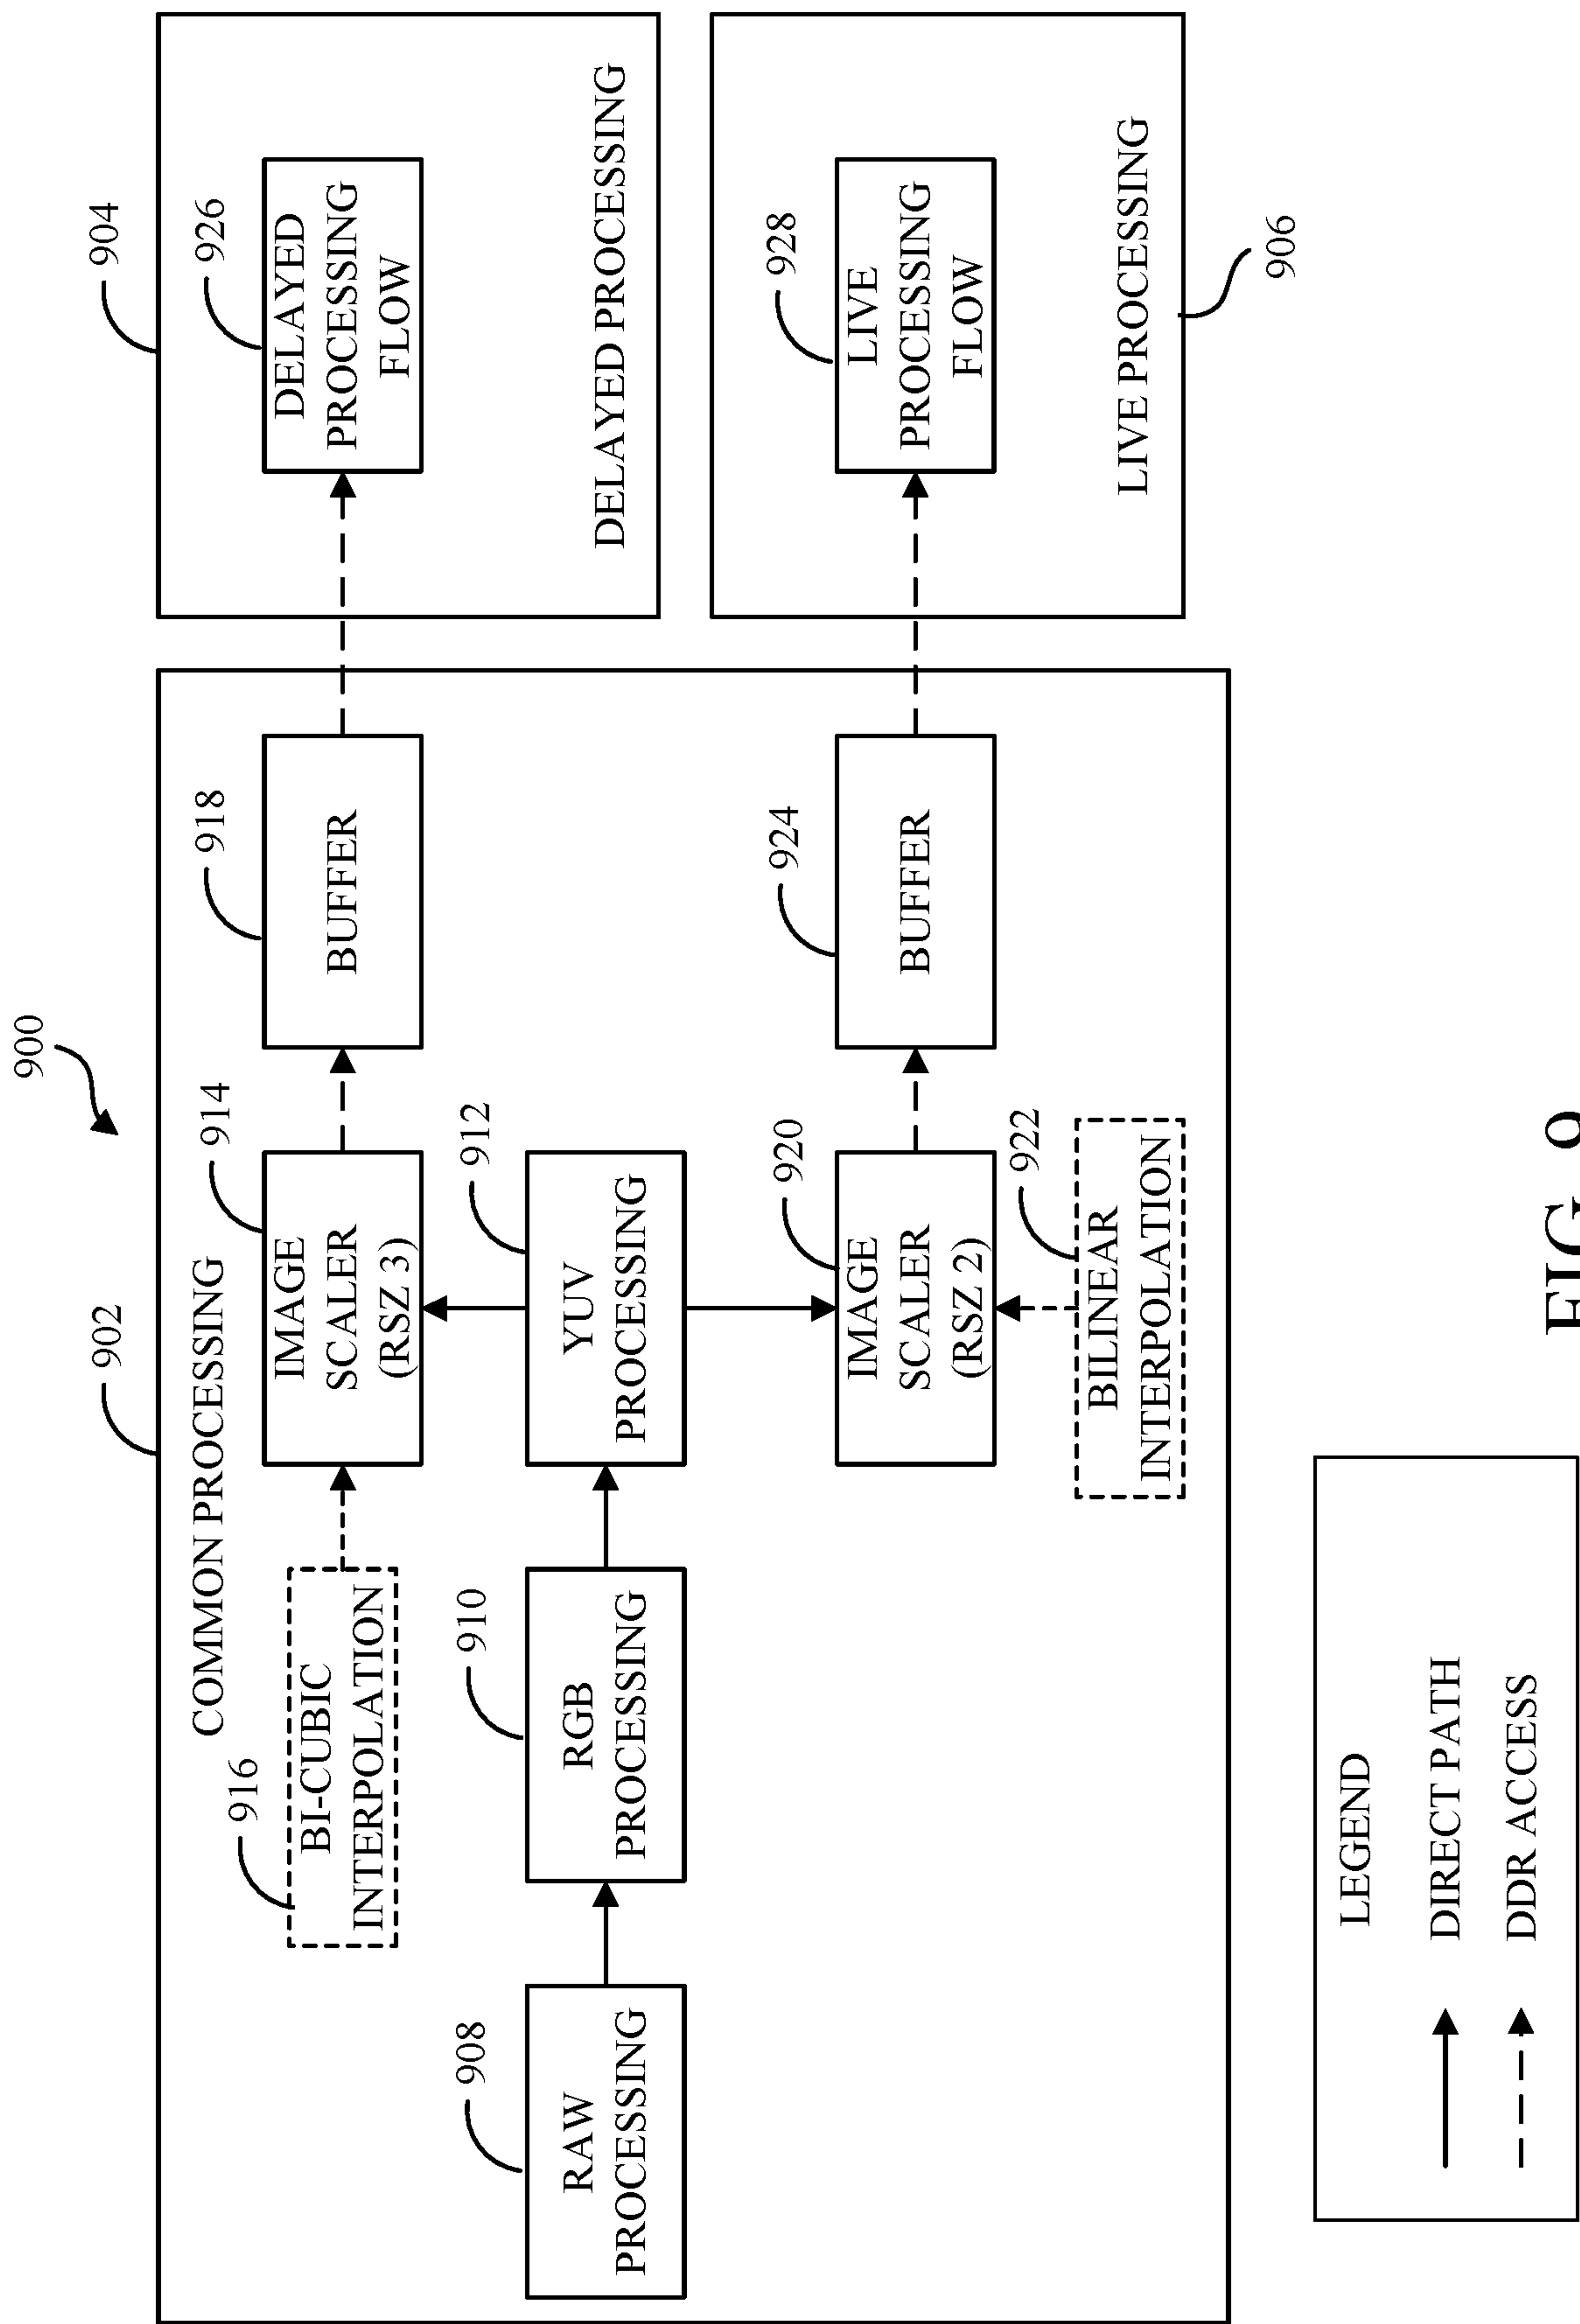 900
902
COMMON PROCESSING
904
916
BI-CUBIC
INTERPOLATION
914
IMAGE
SCALER
(RSZ 3)
918
BUFFER
926
DELAYED
PROCESSING
FLOW
DELAYED PROCESSING
908
RAW
PROCESSING
910
RGB
PROCESSING
912
YUV
PROCESSING
920
IMAGE
SCALER
(RSZ 2)
924
BUFFER
928
LIVE
PROCESSING
FLOW
922
BILINEAR
INTERPOLATION
LIVE PROCESSING
906
LEGEND
DIRECT PATH
DDR ACCESS
FIG. 9